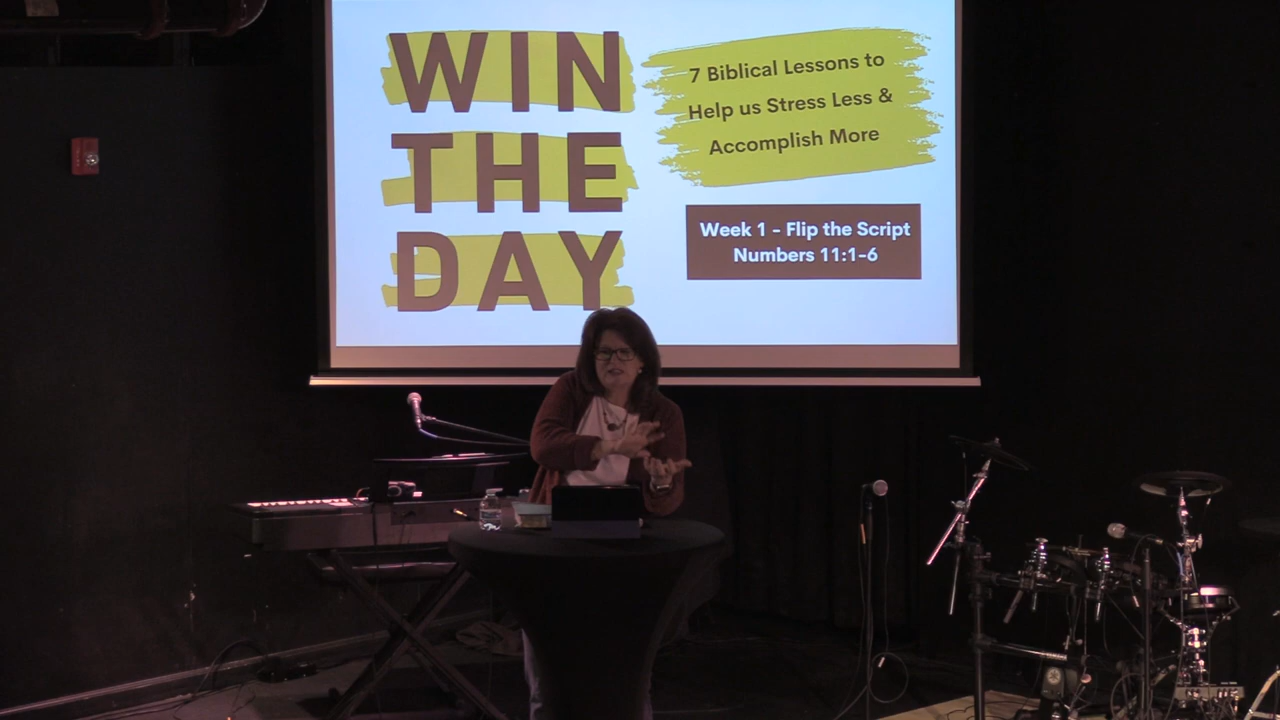 WIN
THE
DAY
7 Biblical Lessons to
Help us Stress Less &
Accomplish More
Week 1 - Flip the Script
Numbers 11:1-6